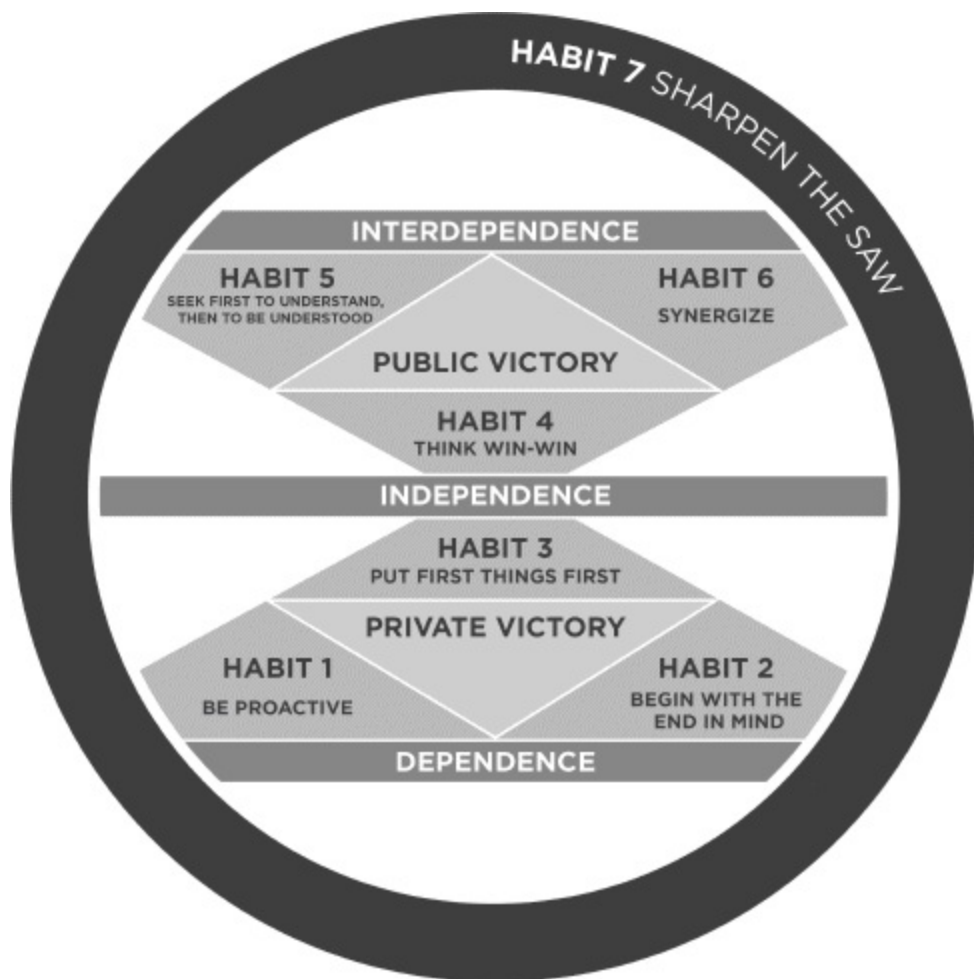 HABIT 7 SHARPEN THE SAW
INTERDEPENDENCE
HABIT 5
SEEK FIRST TO UNDERSTAND,
THEN TO BE UNDERSTOOD
HABIT 6
SYNERGIZE
PUBLIC VICTORY
HABIT 4
THINK WIN-WIN
INDEPENDENCE
HABIT 3
PUT FIRST THINGS FIRST
PRIVATE VICTORY
HABIT 1
BE PROACTIVE
HABIT 2
BEGIN WITH THE
END IN MIND
DEPENDENCE